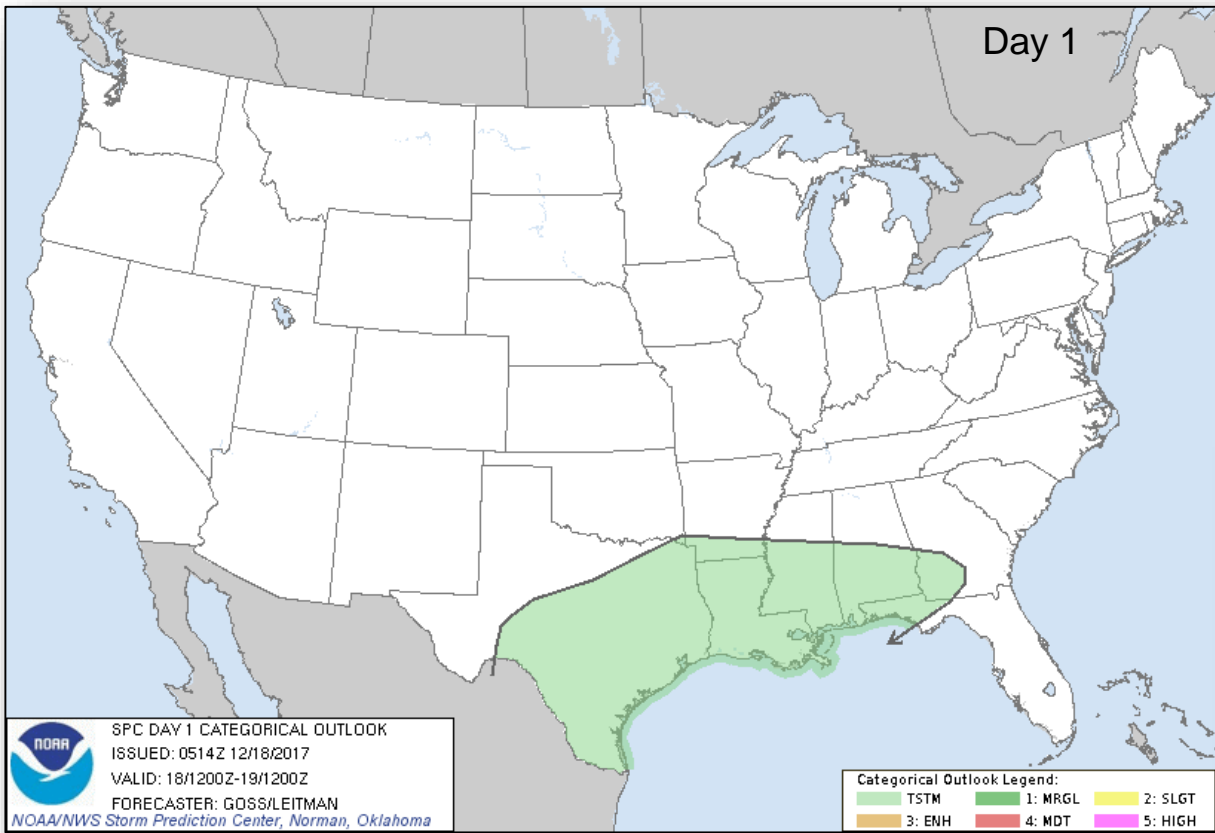 Day 1
NOAA
SPC DAY 1 CATEGORICAL OUTLOOK
ISSUED: 0514Z 12/18/2017
VALID: 18/1200Z-19/1200Z
FORECASTER: GOSS/LEITMAN
NOAA/NWS Storm Prediction Center, Norman, Oklahoma
Categorical Outlook Legend:
TSTM 1: MRGL 2: SLGT
3: ENH 4: MDT 5: HIGH